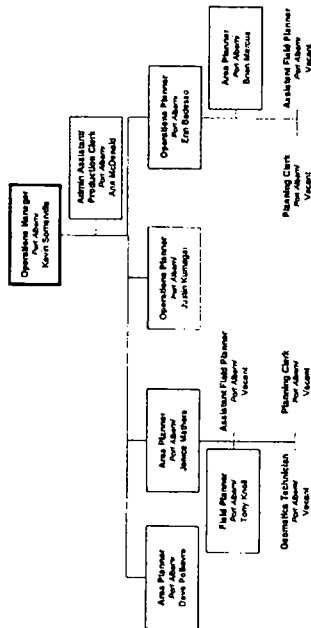 Operations Manager
Port Alberni
Kevin Somerville
Admin Assistant/
Production Clerk
Port Alberni
Ann McDonald
Area Planner
Port Alberni
Dave
Area Planner
Port Alberni
Janice Mathers
Operations Planner
Port Alberni
Justin Kumagai
Operations Planner
Port Alberni
Erin Badesso
Field Planner
Port Alberni
Tony Knoll
Assistant Field Planner
Port Alberni
Vacant
Geomatics Technician
Port Alberni
Vacant
Planning Clerk
Port Alberni
Vacant
Area Planner
Port Alberni
Brian Marcus
Planning Clerk
Port Alberni
Vacant
Assistant Field Planner
Port Alberni
Vacant